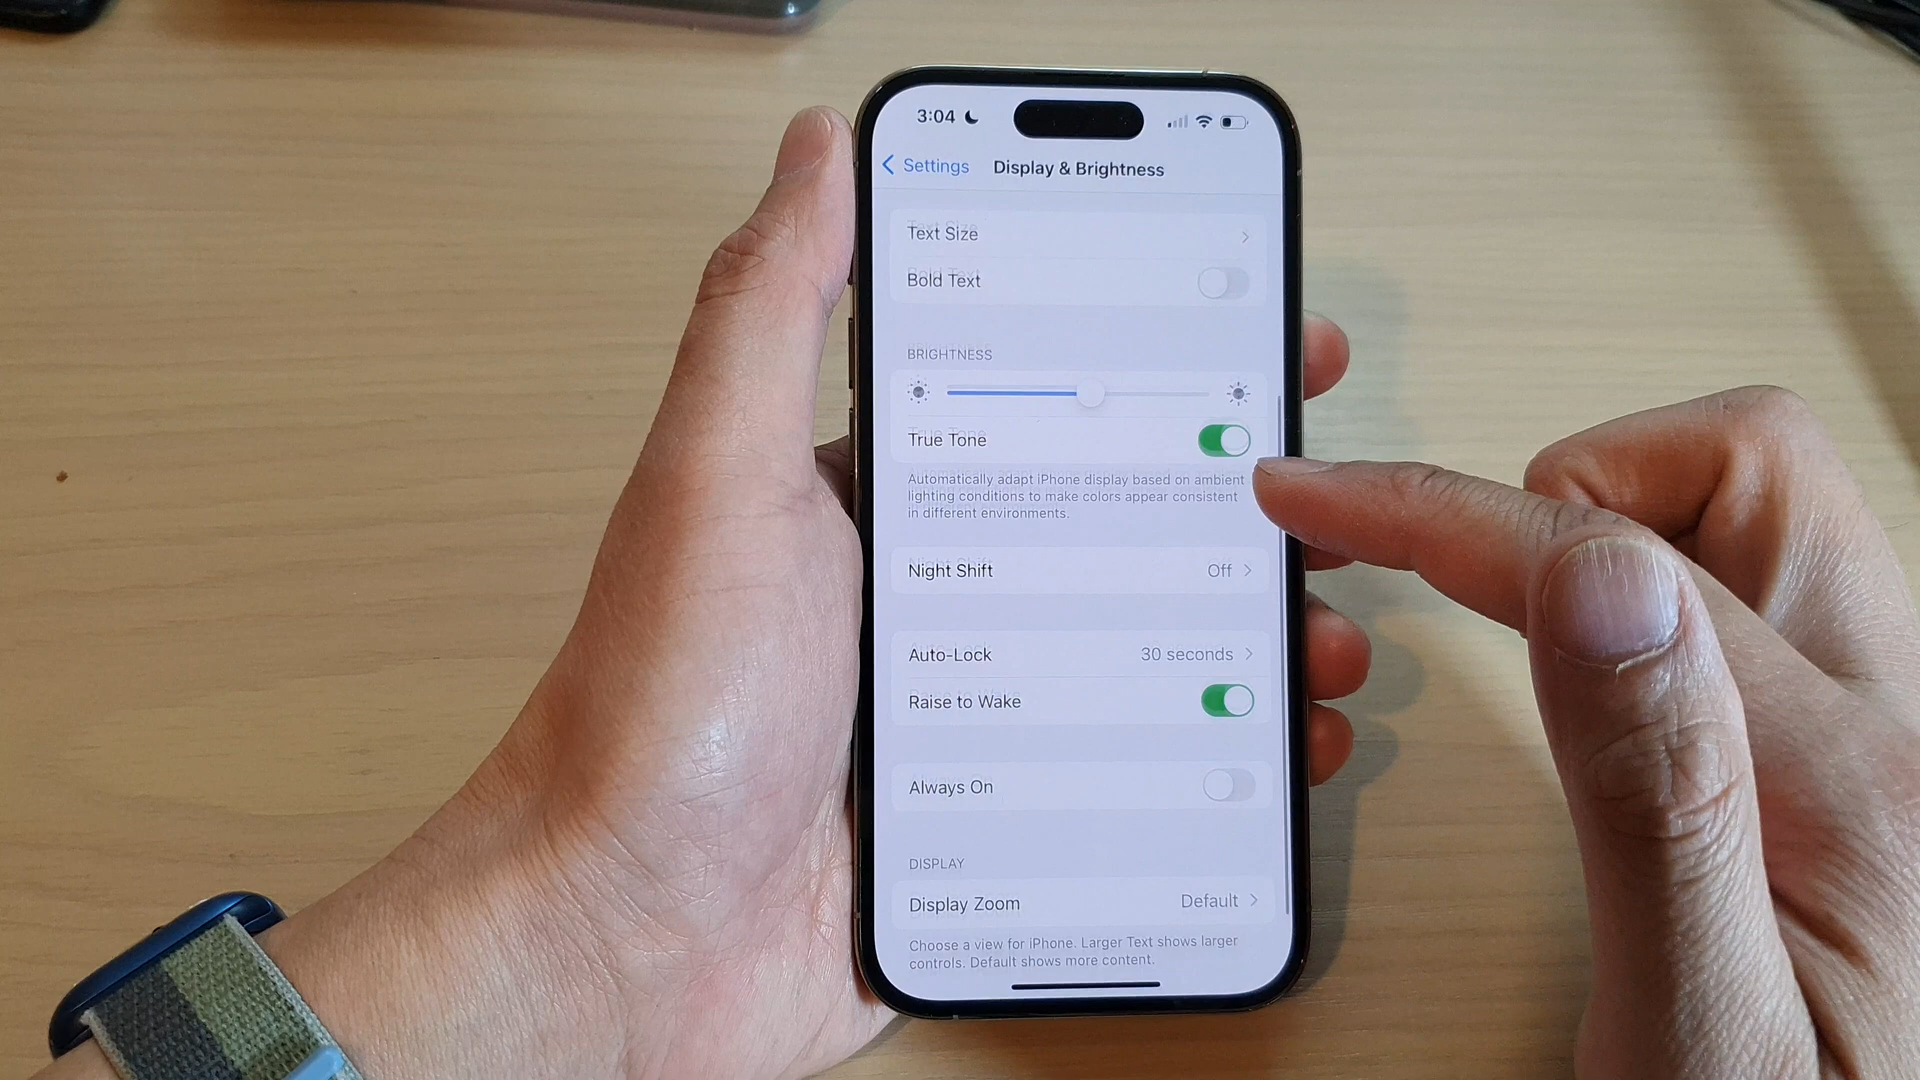 3:04
Settings Display & Brightness
Text Size
Bold Text
BRIGHTNESS
True Tone
Automatically adapt iPhone display based on ambient
lighting conditions to make colors appear consistent
in different environments.
Night Shift Off
Auto-Lock 30 seconds
Raise to Wake
Always On
DISPLAY
Display Zoom Default
Choose a view for iPhone. Larger Text shows larger
controls. Default shows more content.